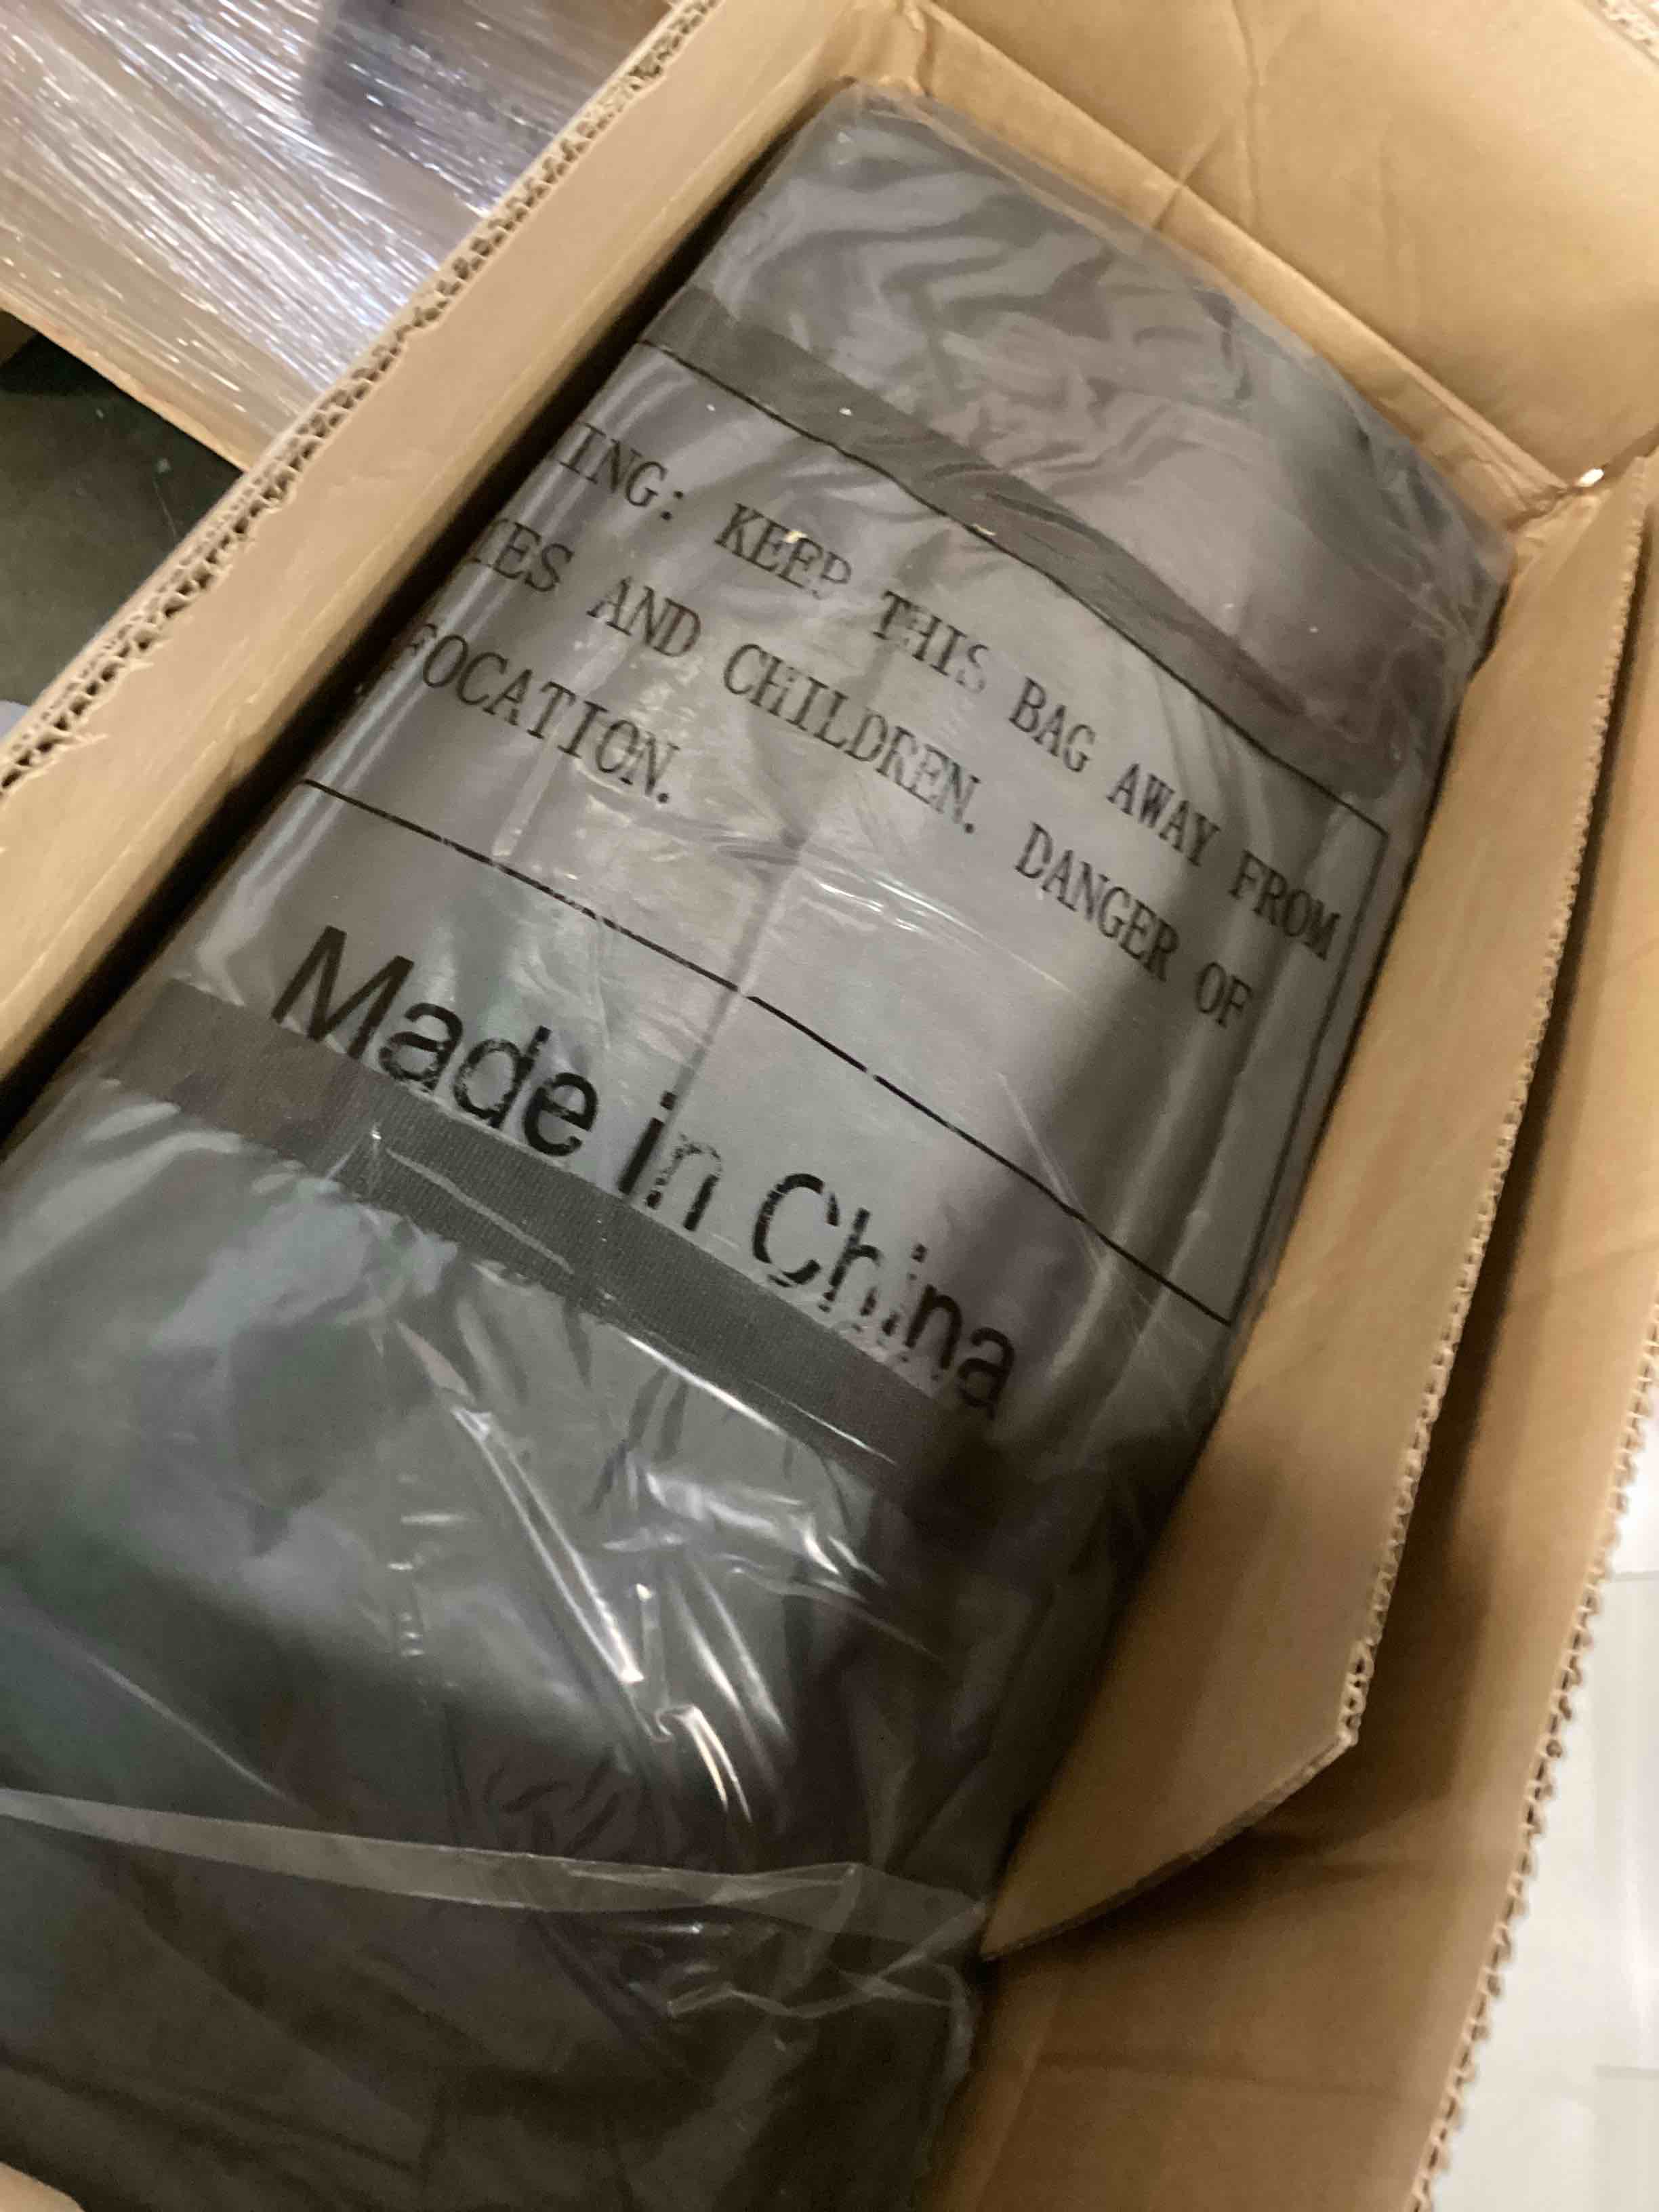 ING: KEEP THIS BAG AWAY FROM
IES AND CHILDREN. DANGER OF
FOCATION.
Made in China